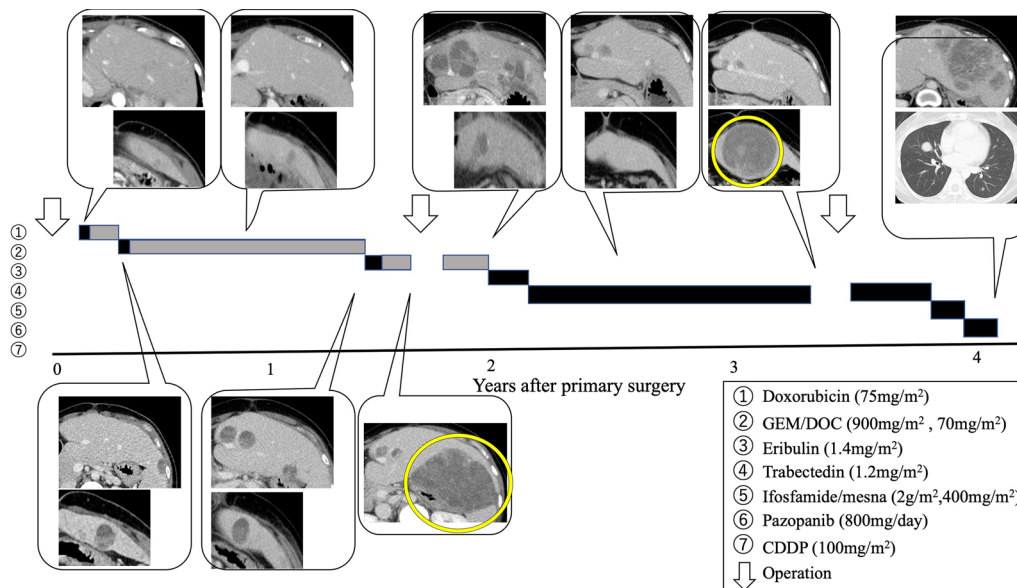 ①
②
③
④
⑤
⑥
⑦
0 1 2 3 4
Years after primary surgery
① Doxorubicin (75mg/m²)
② GEM/DOC (900mg/m² , 70mg/m²)
③ Eribulin (1.4mg/m²)
④ Trabectedin (1.2mg/m²)
⑤ Ifosfamide/mesna (2g/m²,400mg/m²)
⑥ Pazopanib (800mg/day)
⑦ CDDP (100mg/m²)
Operation